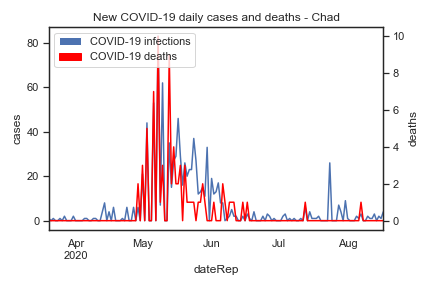 New COVID-19 daily cases and deaths - Chad
COVID-19 infections
COVID-19 deaths
80
60
40
20
0
cases
10
8
6
4
2
0
deaths
Apr
2020
May
Jun
Jul
Aug
dateRep